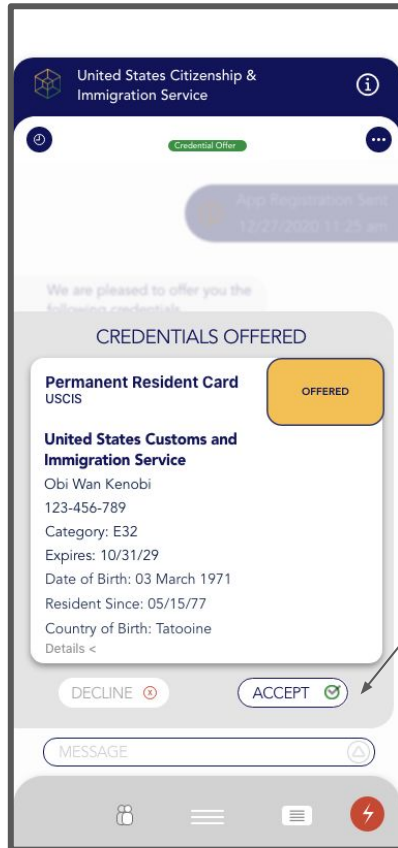 United States Citizenship &
Immigration Service
Credential Offer
App Registration Sent
12/27/2020 11:25 am
We are pleased to offer you the
following credentials
CREDENTIALS OFFERED
Permanent Resident Card
USCIS
OFFERED
United States Customs and
Immigration Service
Obi Wan Kenobi
123-456-789
Category: E32
Expires: 10/31/29
Date of Birth: 03 March 1971
Resident Since: 05/15/77
Country of Birth: Tatooine
Details <
DECLINE
ACCEPT
MESSAGE